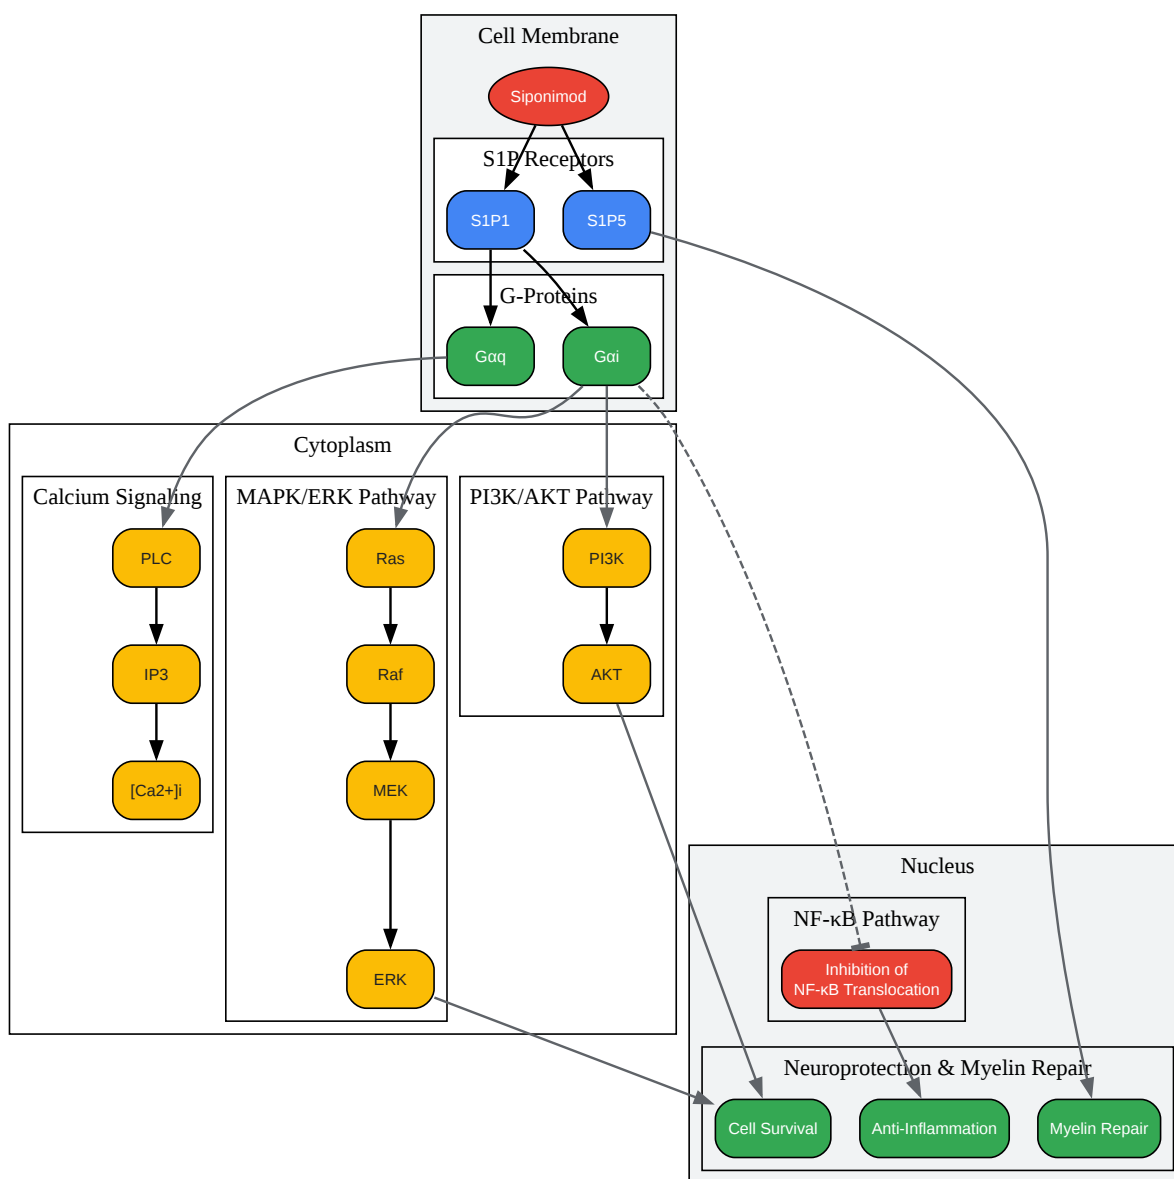 Cell Membrane
Siponimod
S1P Receptors
S1P1
S1P5
G-Proteins
Gαq
Gαi
Cytoplasm
Calcium Signaling
MAPK/ERK Pathway
PI3K/AKT Pathway
PLC
Ras
PI3K
IP3
Raf
AKT
[Ca2+]i
MEK
Nucleus
NF-κB Pathway
ERK
Inhibition of
NF-κB Translocation
Neuroprotection & Myelin Repair
Cell Survival
Anti-Inflammation
Myelin Repair